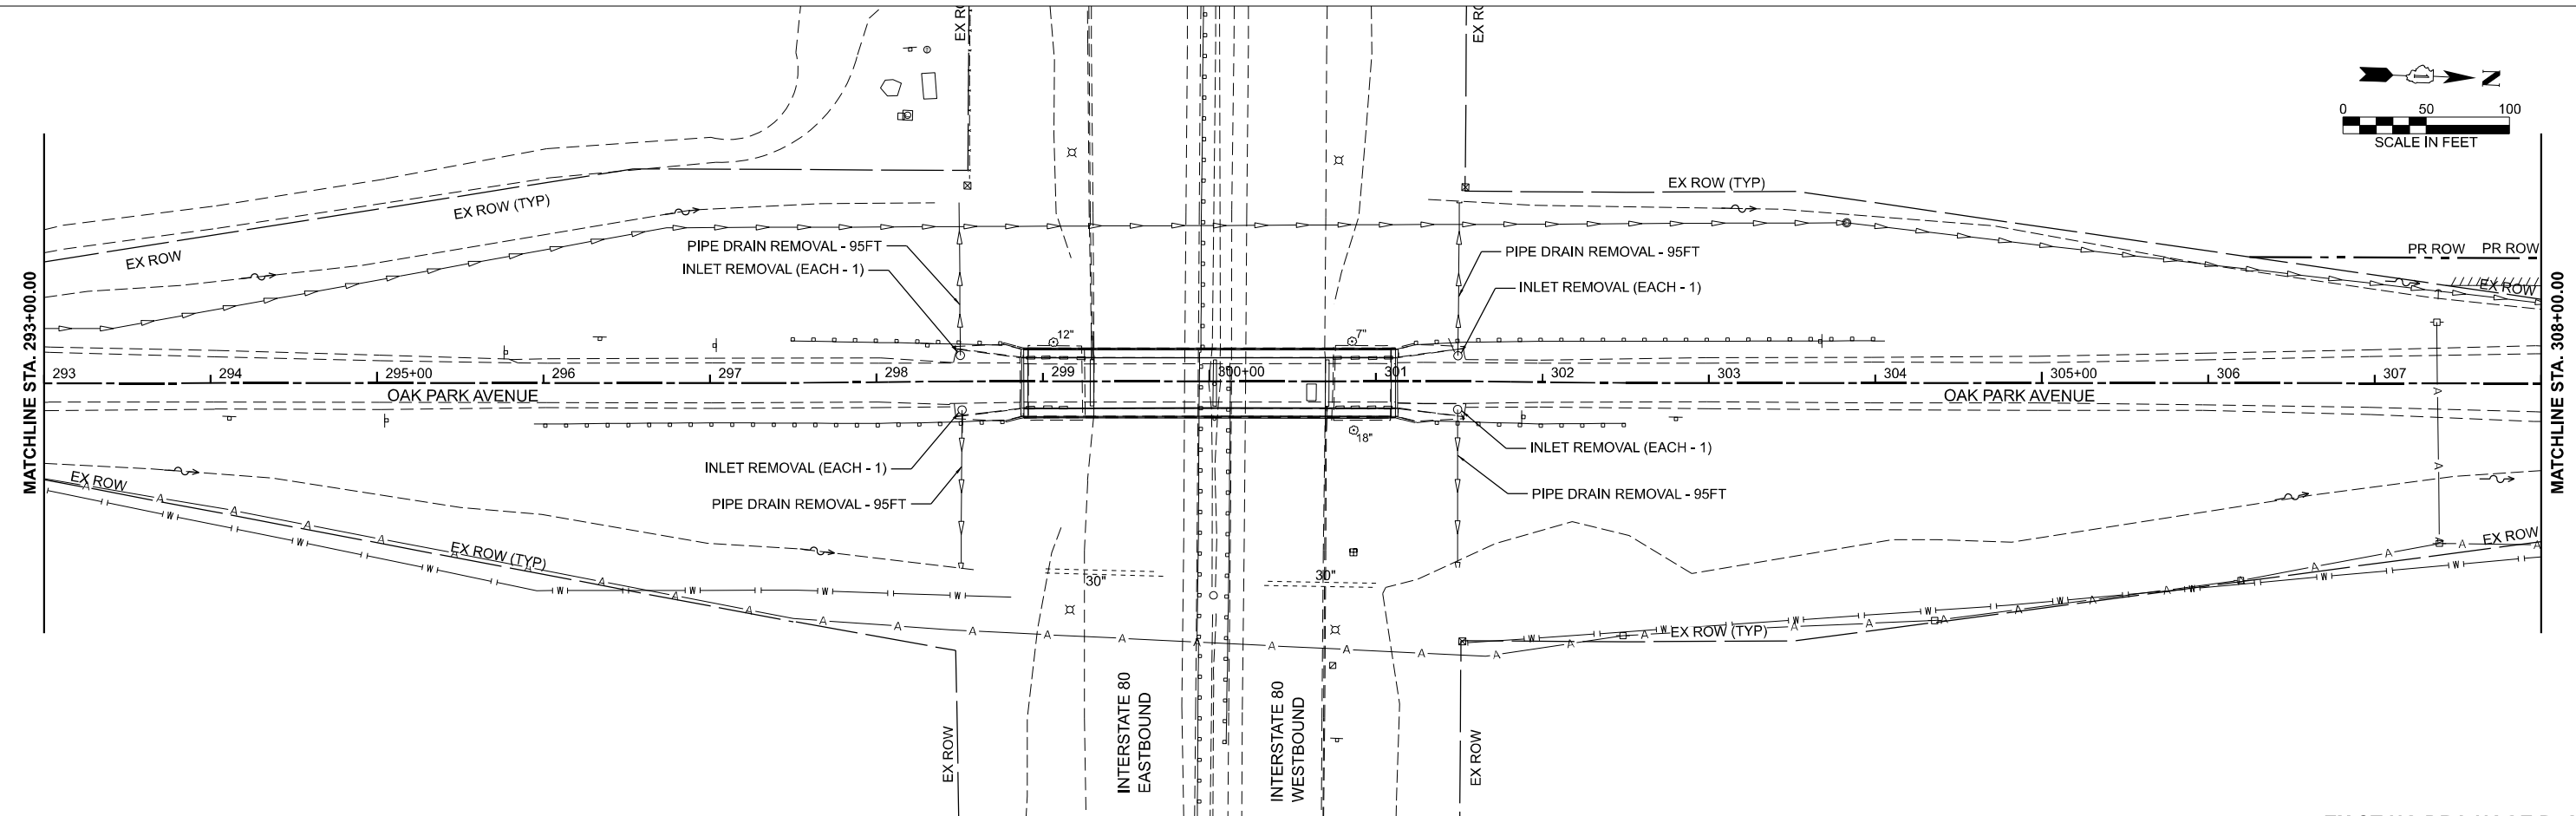 EX RO
EX RO
N
0 50 100
SCALE IN FEET
EX ROW (TYP)
EX ROW (TYP)
EX ROW
PIPE DRAIN REMOVAL - 95FT
INLET REMOVAL (EACH - 1)
PIPE DRAIN REMOVAL - 95FT
INLET REMOVAL (EACH - 1)
PR ROW PR ROW
EX ROW
MATCHLINE STA. 293+00.00
MATCHLINE STA. 308+00.00
12"
7"
293 294 295+00 296 297 298 299 300+00 301 302 303 304 305+00 306 307
OAK PARK AVENUE
OAK PARK AVENUE
18"
INLET REMOVAL (EACH - 1)
PIPE DRAIN REMOVAL - 95FT
INLET REMOVAL (EACH - 1)
PIPE DRAIN REMOVAL - 95FT
EX ROW
EX ROW (TYP)
30"
30"
EX ROW
EX ROW (TYP)
EX ROW
INTERSTATE 80
EASTBOUND
INTERSTATE 80
WESTBOUND
EX ROW